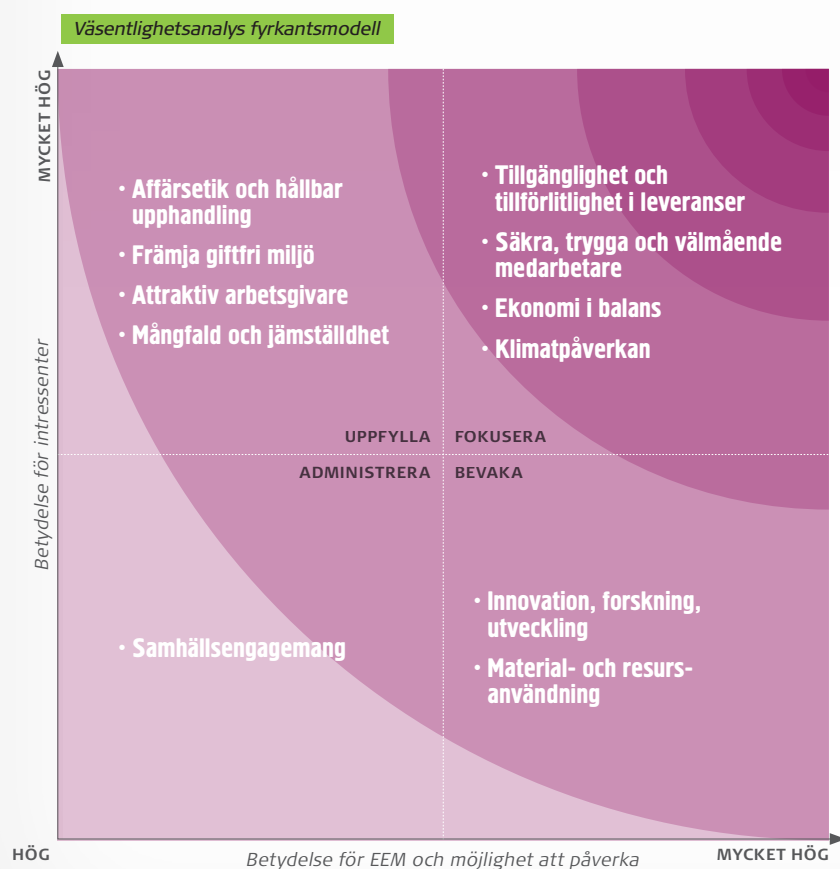 Väsentlighetsanalys fyrkantsmodell
MYCKET HÖG
Betydelse för intressenter
• Affärsetik och hållbar
upphandling
• Främja giftfri miljö
• Attraktiv arbetsgivare
• Mångfald och jämställdhet
• Tillgänglighet och
tillförlitlighet i leveranser
• Säkra, trygga och välmående
medarbetare
• Ekonomi i balans
• Klimatpåverkan
UPPFYLLA
FOKUSERA
ADMINISTRERA
BEVAKA
• Samhällsengagemang
• Innovation, forskning,
utveckling
• Material- och resurs-
användning
HÖG
Betydelse för EEM och möjlighet att påverka
MYCKET HÖG